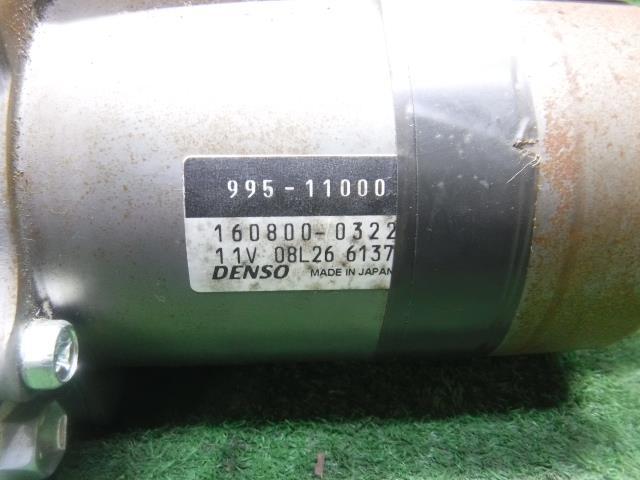 995-11000
160800-0322
11V 08L26 6137
DENSO MADE IN JAPAN